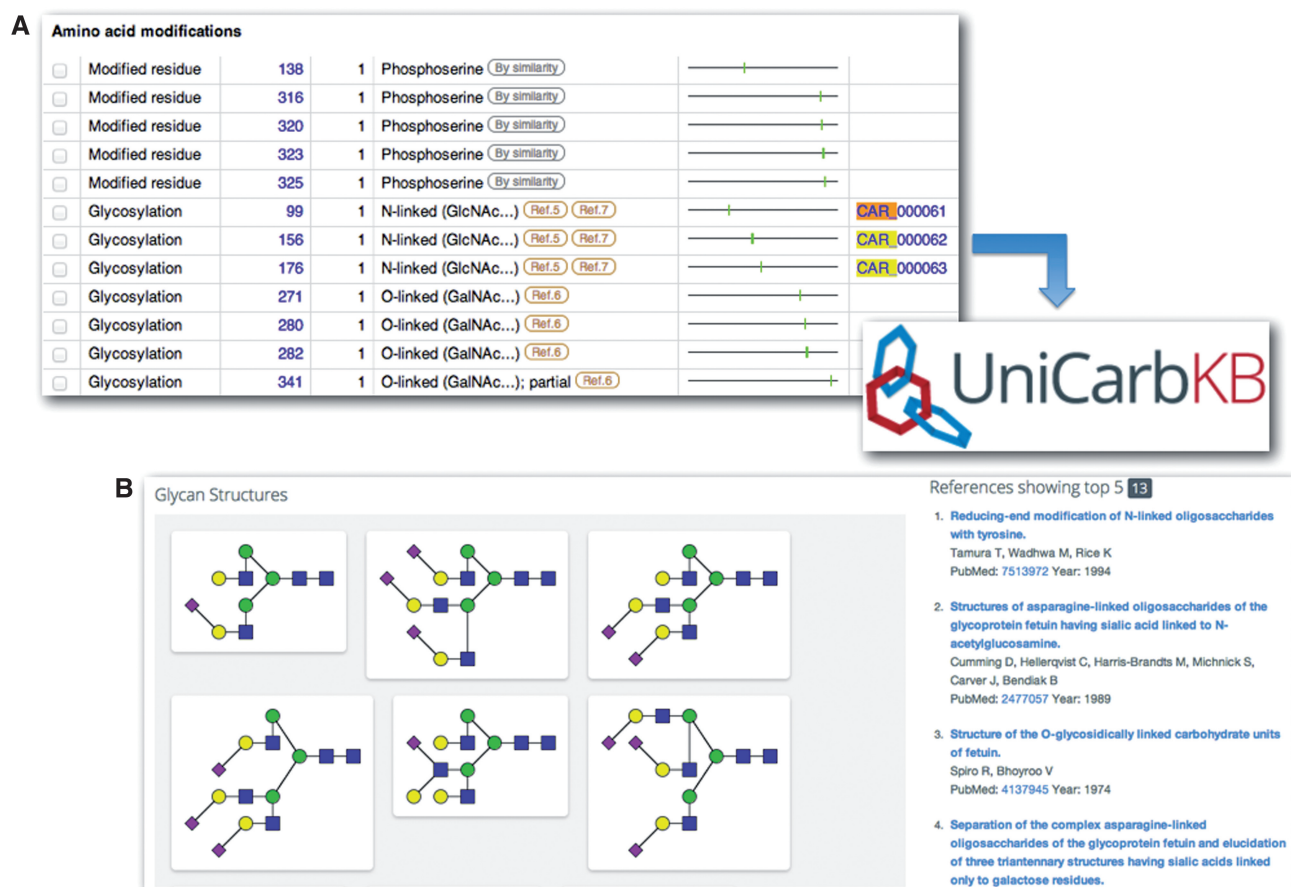 A
Amino acid modifications
Modified residue 138 1 Phosphoserine By similarity
Modified residue 316 1 Phosphoserine By similarity
Modified residue 320 1 Phosphoserine By similarity
Modified residue 323 1 Phosphoserine By similarity
Modified residue 325 1 Phosphoserine By similarity
Glycosylation 99 1 N-linked (GlcNAc...) Ref.5 Ref.7 CAR_000061
Glycosylation 156 1 N-linked (GlcNAc...) Ref.5 Ref.7 CAR_000062
Glycosylation 176 1 N-linked (GlcNAc...) Ref.5 Ref.7 CAR_000063
Glycosylation 271 1 O-linked (GalNAc...) Ref.6
Glycosylation 280 1 O-linked (GalNAc...) Ref.6
Glycosylation 282 1 O-linked (GalNAc...) Ref.6
Glycosylation 341 1 O-linked (GalNAc...); partial Ref.6
UniCarbKB
B
Glycan Structures
References showing top 5 13
1. Reducing-end modification of N-linked oligosaccharides
with tyrosine.
Tamura T, Wadhwa M, Rice K
PubMed: 7513972 Year: 1994
2. Structures of asparagine-linked oligosaccharides of the
glycoprotein fetuin having sialic acid linked to N-
acetylglucosamine.
Cumming D, Hellerqvist C, Harris-Brandts M, Michnick S,
Carver J, Bendiak B
PubMed: 2477057 Year: 1989
3. Structure of the O-glycosidically linked carbohydrate units
of fetuin.
Spiro R, Bhoyroo V
PubMed: 4137945 Year: 1974
4. Separation of the complex asparagine-linked
oligosaccharides of the glycoprotein fetuin and elucidation
of three triantennary structures having sialic acids linked
only to galactose residues.